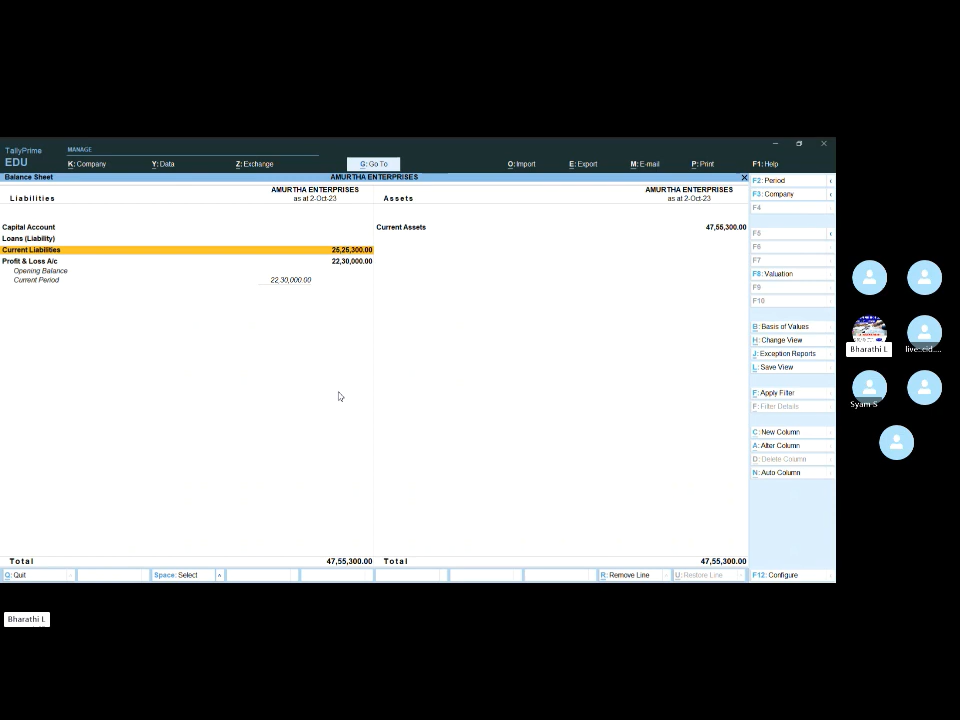 TallyPrime
EDU
MANAGE
K: Company
Y: Data
Z: Exchange
G: Go To
O: Import
E: Export
M: E-mail
P: Print
F1: Help
Balance Sheet
AMURTHA ENTERPRISES
Liabilities
AMURTHA ENTERPRISES
as at 2-Oct-23
Assets
AMURTHA ENTERPRISES
as at 2-Oct-23
Capital Account
Loans (Liability)
Current Liabilities 25,25,300.00
Profit & Loss A/c 22,30,000.00
Opening Balance
Current Period 22,30,000.00
Current Assets 47,55,300.00
Total 47,55,300.00
Total 47,55,300.00
F2: Period
F3: Company
F4
F5
F6
F7
F8: Valuation
F9
F10
B: Basis of Values
H: Change View
J: Exception Reports
L: Save View
F: Apply Filter
F: Filter Details
C: New Column
A: Alter Column
D: Delete Column
N: Auto Column
Q: Quit
Space: Select
R: Remove Line
U: Restore Line
F12: Configure
Bharathi L
Syam S
Bharathi L